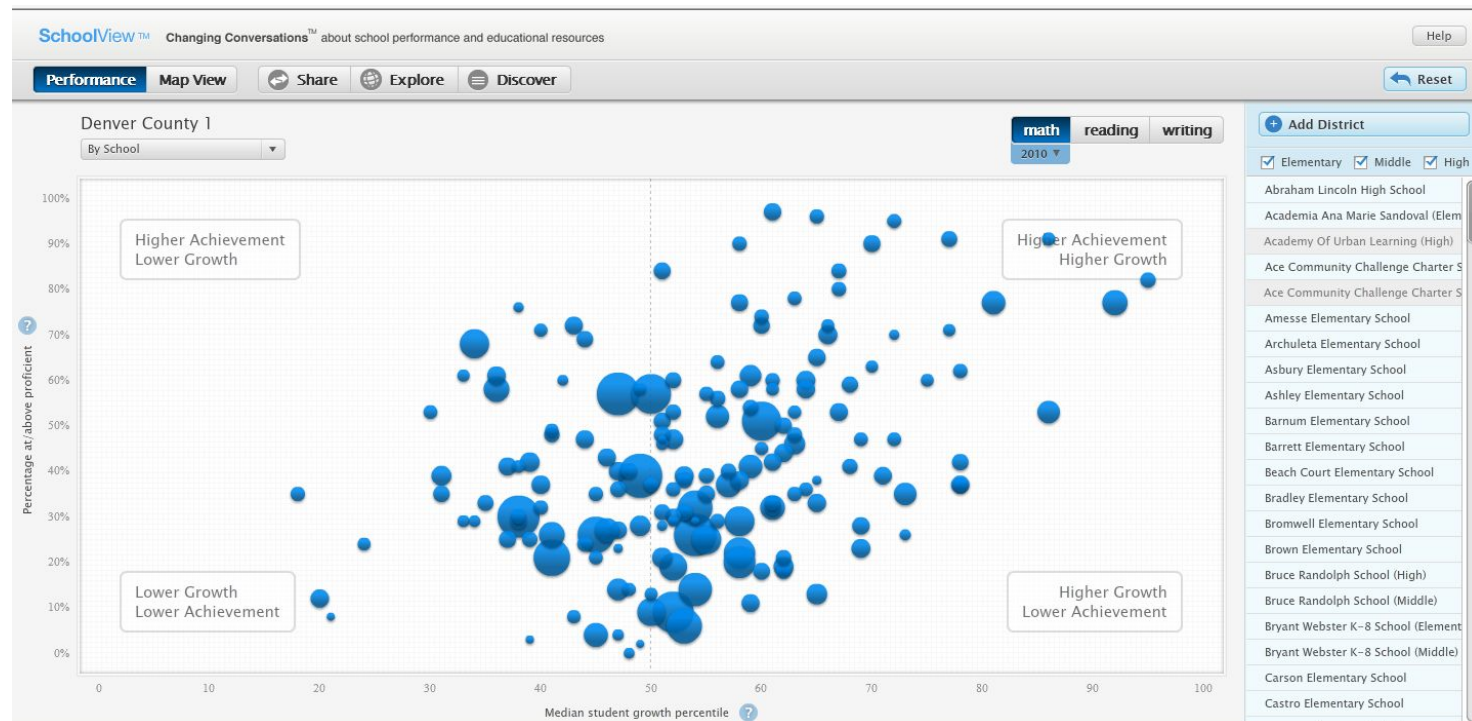 SchoolView TM Changing Conversations™ about school performance and educational resources
Help
Performance Map View Share Explore Discover
Reset
Denver County 1
By School
math reading writing
2010
Add District
Elementary Middle High
Abraham Lincoln High School
Academia Ana Marie Sandoval (Elem
Academy Of Urban Learning (High)
Ace Community Challenge Charter S
Ace Community Challenge Charter S
Amesse Elementary School
Archuleta Elementary School
Asbury Elementary School
Ashley Elementary School
Barnum Elementary School
Barrett Elementary School
Beach Court Elementary School
Bradley Elementary School
Bromwell Elementary School
Brown Elementary School
Bruce Randolph School (High)
Bruce Randolph School (Middle)
Bryant Webster K-8 School (Element
Bryant Webster K-8 School (Middle)
Carson Elementary School
Castro Elementary School
Higher Achievement
Lower Growth
Higher Achievement
Higher Growth
Lower Growth
Lower Achievement
Higher Growth
Lower Achievement
?
Percentage at/above proficient
100%
90%
80%
70%
60%
50%
40%
30%
20%
10%
0%
0 10 20 30 40 50 60 70 80 90 100
Median student growth percentile ?